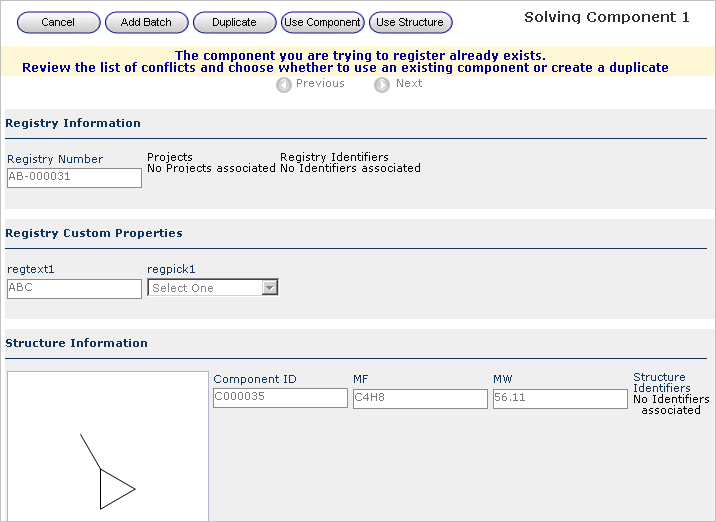 Cancel Add Batch Duplicate Use Component Use Structure Solving Component 1
The component you are trying to register already exists.
Review the list of conflicts and choose whether to use an existing component or create a duplicate
Previous Next
Registry Information
Registry Number Projects Registry Identifiers
AB-000031 No Projects associated No Identifiers associated
Registry Custom Properties
regtext1 regpick1
ABC Select One
Structure Information
Component ID MF MW Structure
Identifiers
C000035 C4H8 56.11 No Identifiers
associated